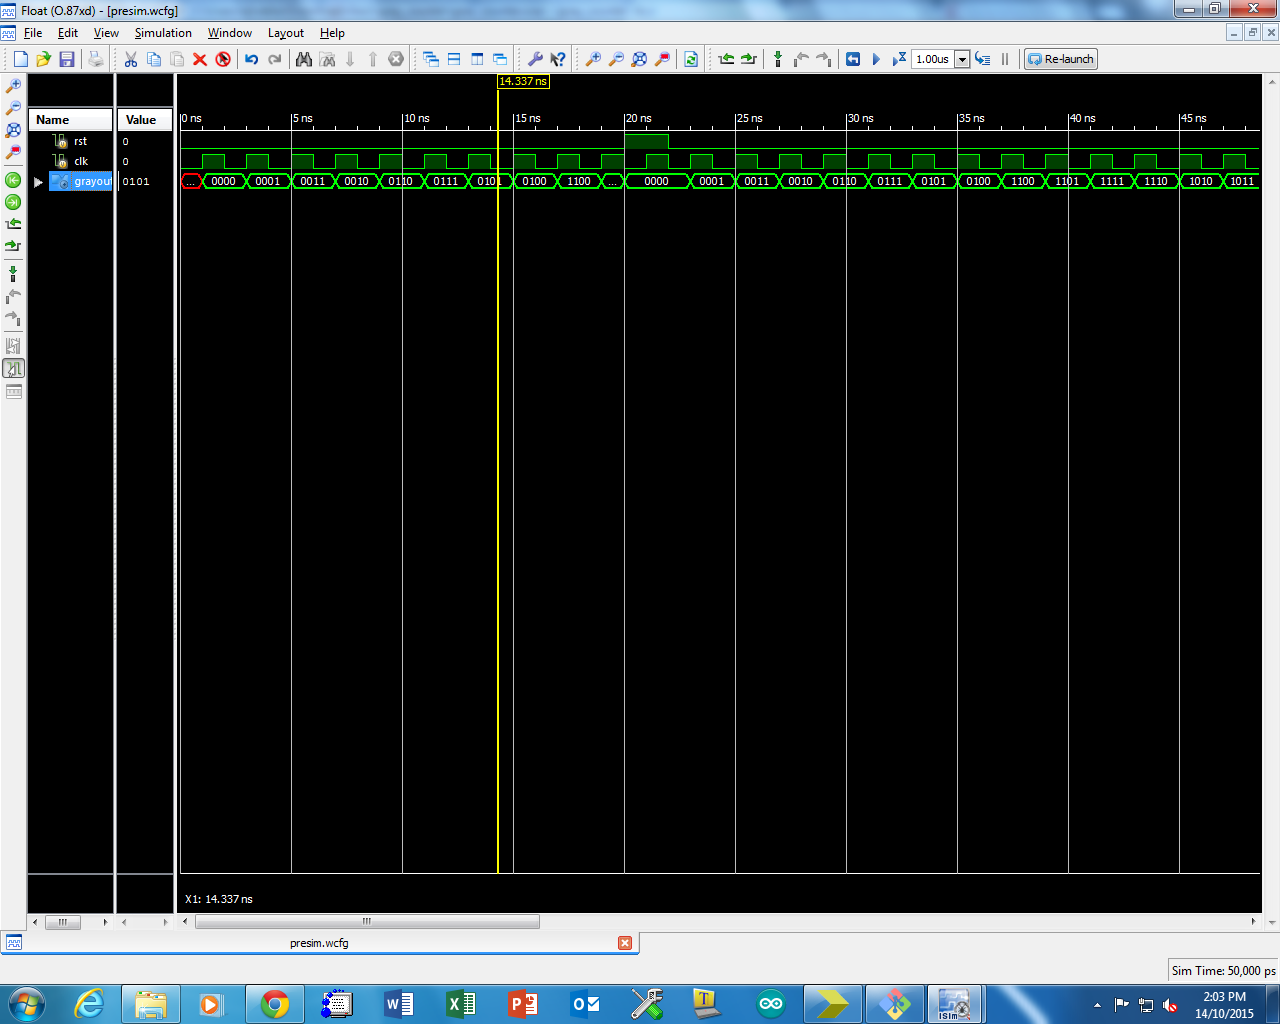 Float (O.87xd) - [presim.wcfg]
File Edit View Simulation Window Layout Help
1.00us Re-launch
14.337 ns
Name Value 0 ns 5 ns 10 ns 15 ns 20 ns 25 ns 30 ns 35 ns 40 ns 45 ns
rst 0
clk 0
grayout 0101 ... 0000 0001 0011 0010 0110 0111 0101 0100 1100 ... 0000 0001 0011 0010 0110 0111 0101 0100 1100 1101 1111 1110 1010 1011
X1: 14.337 ns
presim.wcfg
Sim Time: 50,000 ps
ISim
2:03 PM
14/10/2015